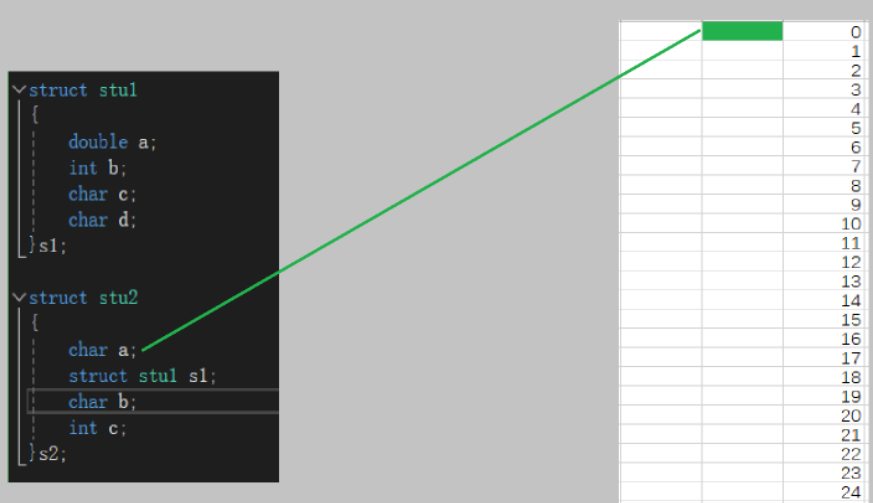 struct stu1
{
double a;
int b;
char c;
char d;
}s1;
struct stu2
{
char a;
struct stu1 s1;
char b;
int c;
}s2;
0
1
2
3
4
5
6
7
8
9
10
11
12
13
14
15
16
17
18
19
20
21
22
23
24